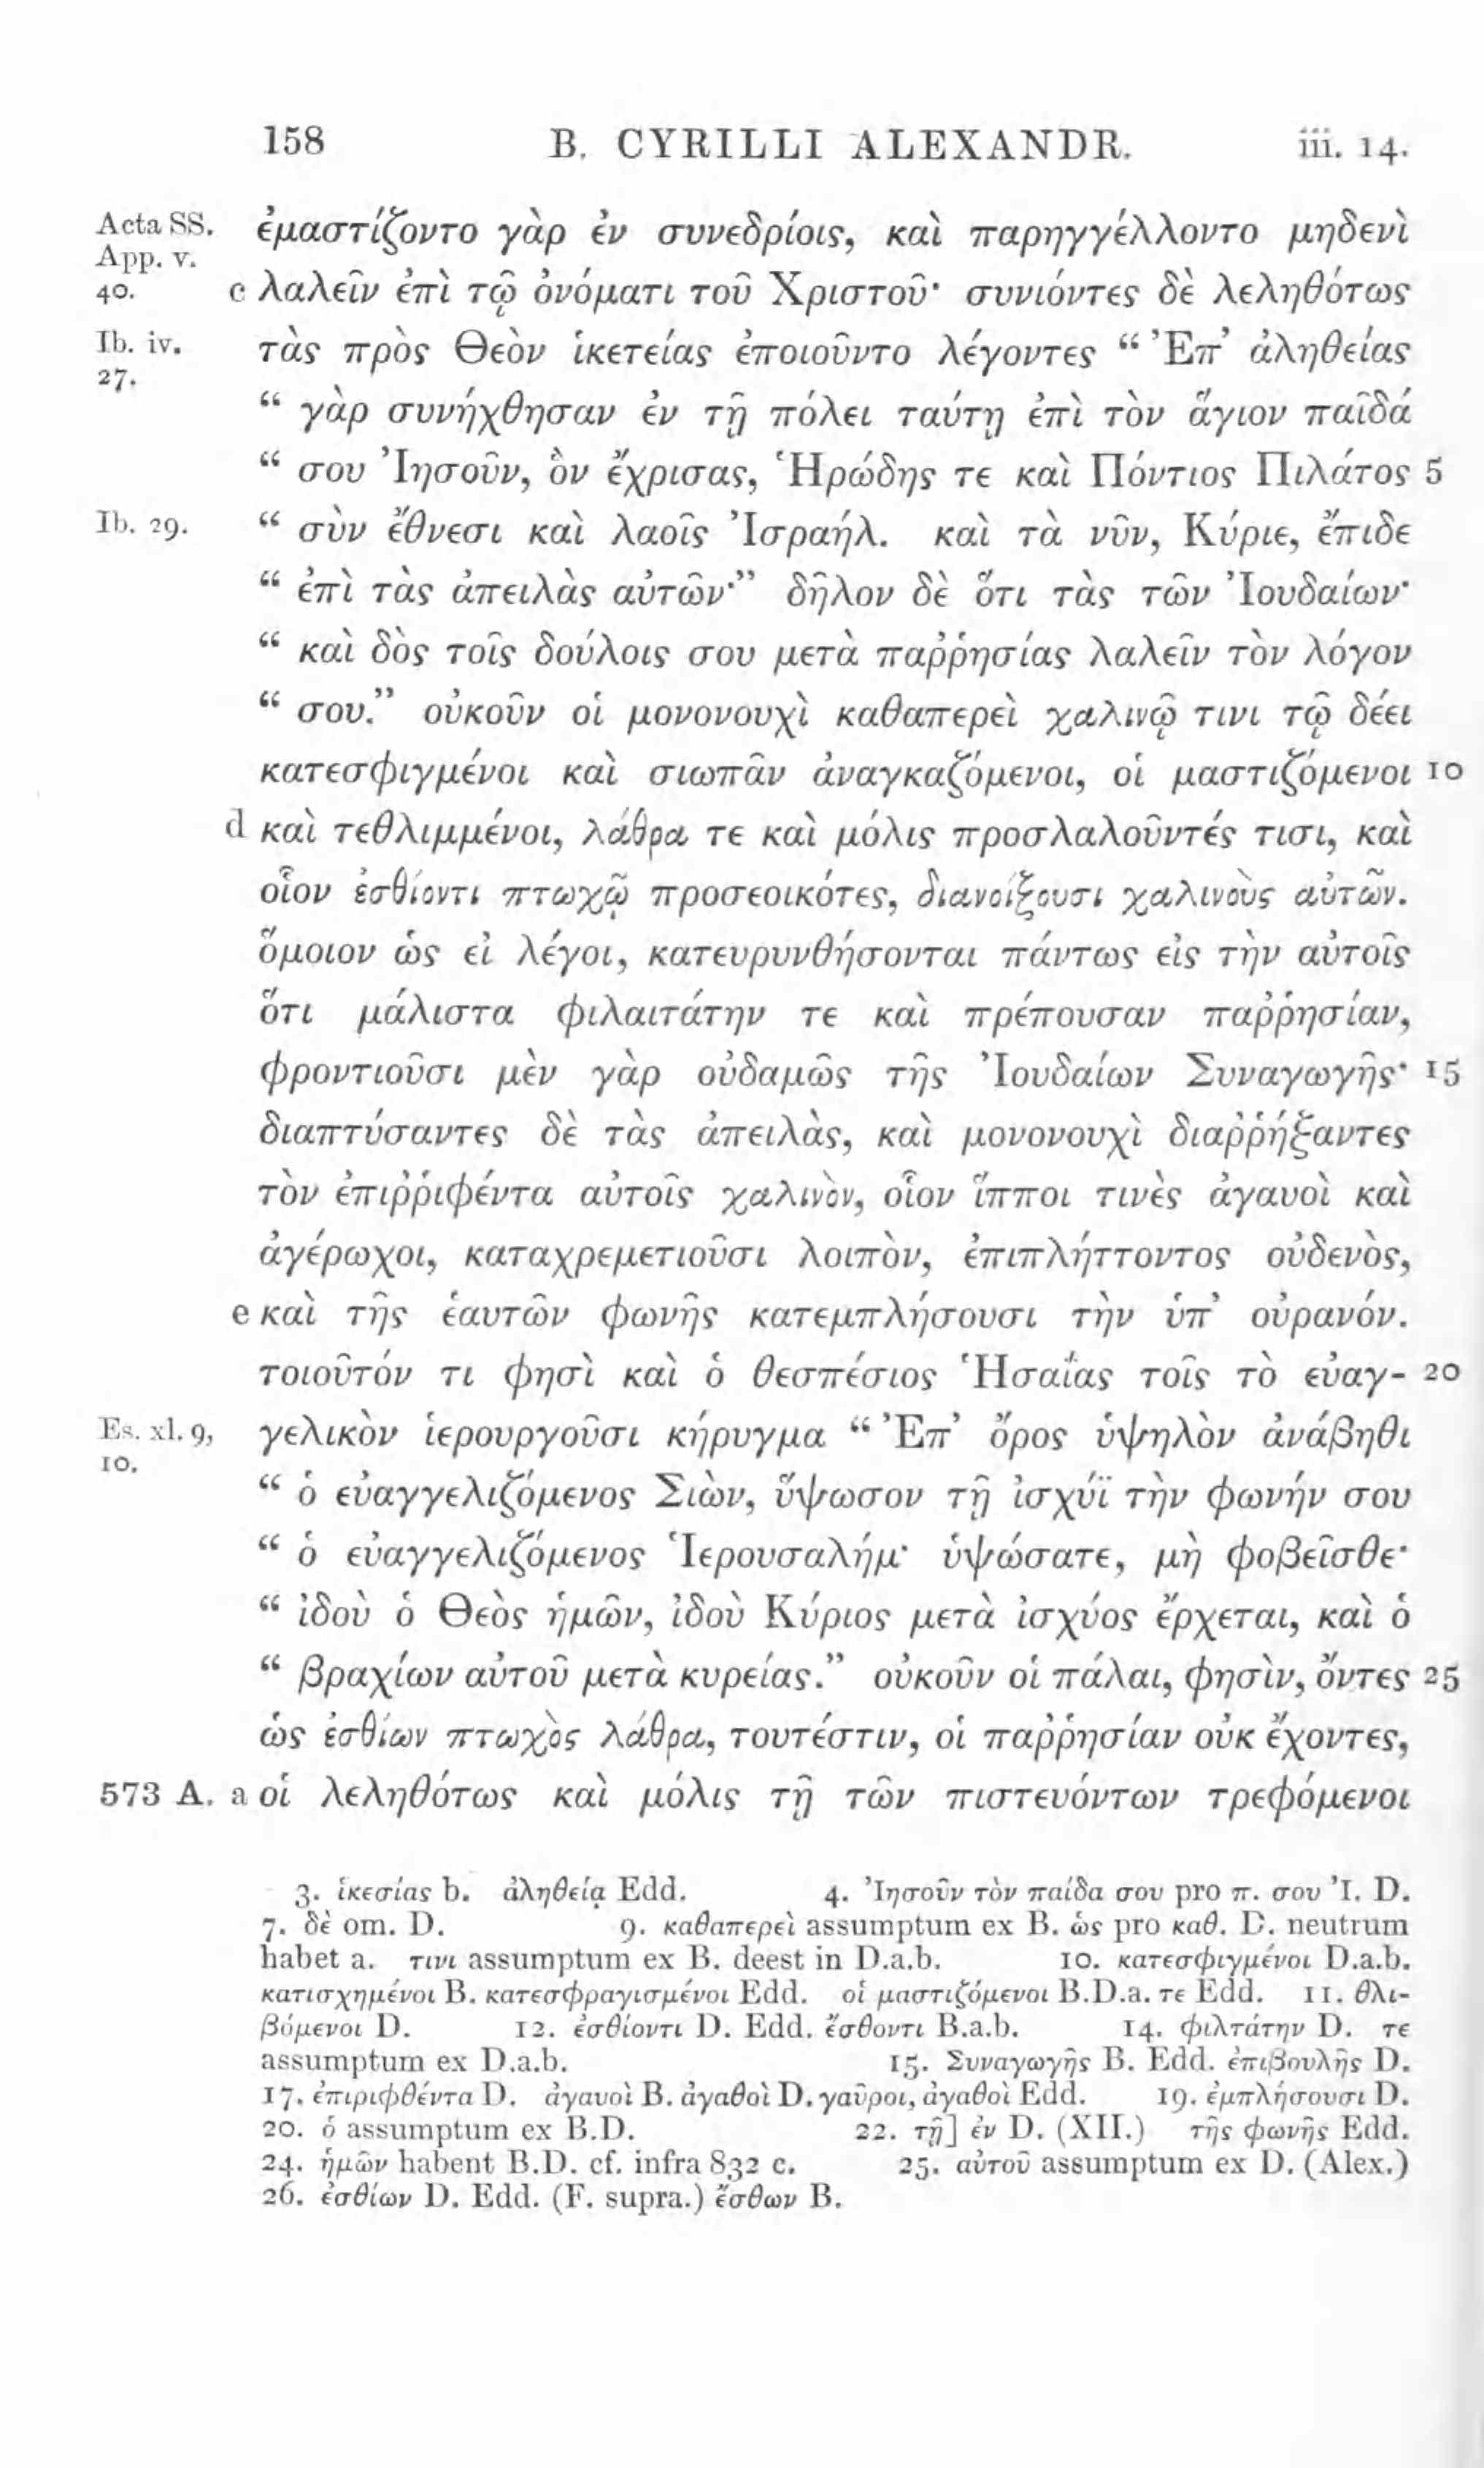 158 B. CYRILLI ALEXANDR. iii. 14.
Acta SS. ἐμαστίζοντο γὰρ ἐν συνεδρίοις, καὶ παρηγγέλλοντο μηδενὶ
App. v.
40. c λαλεῖν ἐπὶ τῷ ὀνόματι τοῦ Χριστοῦ· συνιόντες δὲ λεληθότως
Ib. iv. τὰς πρὸς Θεὸν ἱκετείας ἐποιοῦντο λέγοντες “ Ἐπ’ ἀληθείας
27.
“ γὰρ συνήχθησαν ἐν τῇ πόλει ταύτῃ ἐπὶ τὸν ἅγιον παῖδά
“ σου Ἰησοῦν, ὃν ἔχρισας, Ἡρώδης τε καὶ Πόντιος Πιλάτος 5
Ib. 29. “ σὺν ἔθνεσι καὶ λαοῖς Ἰσραήλ. καὶ τὰ νῦν, Κύριε, ἔπιδε
“ ἐπὶ τὰς ἀπειλὰς αὐτῶν·” δῆλον δὲ ὅτι τὰς τῶν Ἰουδαίων·
“ καὶ δὸς τοῖς δούλοις σου μετὰ παῤῥησίας λαλεῖν τὸν λόγον
“ σου.” οὐκοῦν οἱ μονονουχὶ καθαπερεὶ χαλινῷ τινι τῷ δέει
κατεσφιγμένοι καὶ σιωπᾶν ἀναγκαζόμενοι, οἱ μαστιζόμενοι 10
d καὶ τεθλιμμένοι, λάθρα τε καὶ μόλις προσλαλοῦντές τισι, καὶ
οἷον ἐσθίοντι πτωχῷ προσεοικότες, διανοίξουσι χαλινοὺς αὐτῶν.
ὅμοιον ὡς εἰ λέγοι, κατευρυνθήσονται πάντως εἰς τὴν αὐτοῖς
ὅτι μάλιστα φιλαιτάτην τε καὶ πρέπουσαν παῤῥησίαν,
φροντιοῦσι μὲν γὰρ οὐδαμῶς τῆς Ἰουδαίων Συναγωγῆς· 15
διαπτύσαντες δὲ τὰς ἀπειλὰς, καὶ μονονουχὶ διαῤῥήξαντες
τὸν ἐπιῤῥιφέντα αὐτοῖς χαλινὸν, οἷον ἵπποι τινὲς ἀγαυοὶ καὶ
ἀγέρωχοι, καταχρεμετιοῦσι λοιπὸν, ἐπιπλήττοντος οὐδενὸς,
e καὶ τῆς ἑαυτῶν φωνῆς κατεμπλήσουσι τὴν ὑπ’ οὐρανόν.
τοιοῦτόν τι φησὶ καὶ ὁ θεσπέσιος Ἡσαΐας τοῖς τὸ εὐαγ- 20
Es. xl. 9, γελικὸν ἱερουργοῦσι κήρυγμα “ Ἐπ’ ὄρος ὑψηλὸν ἀνάβηθι
10.
“ ὁ εὐαγγελιζόμενος Σιὼν, ὕψωσον τῇ ἰσχύϊ τὴν φωνήν σου
“ ὁ εὐαγγελιζόμενος Ἱερουσαλήμ· ὑψώσατε, μὴ φοβεῖσθε·
“ ἰδοὺ ὁ Θεὸς ἡμῶν, ἰδοὺ Κύριος μετὰ ἰσχύος ἔρχεται, καὶ ὁ
“ βραχίων αὐτοῦ μετὰ κυρείας.” οὐκοῦν οἱ πάλαι, φησὶν, ὄντες 25
ὡς ἐσθίων πτωχὸς λάθρα, τουτέστιν, οἱ παῤῥησίαν οὐκ ἔχοντες,
573 A. a οἱ λεληθότως καὶ μόλις τῇ τῶν πιστευόντων τρεφόμενοι
3. ἱκεσίας b. ἀληθείᾳ Edd. 4. Ἰησοῦν τὸν παίδα σου pro π. σου Ἰ. D.
7. δὲ om. D. 9. καθαπερεὶ assumptum ex B. ὡς pro καθ. D. neutrum
habet a. τινι assumptum ex B. deest in D.a.b. 10. κατεσφιγμένοι D.a.b.
κατισχημένοι B. κατεσφραγισμένοι Edd. οἱ μαστιζόμενοι B.D.a. τε Edd. 11. θλι-
βόμενοι D. 12. ἐσθίοντι D. Edd. ἔσθοντι B.a.b. 14. φιλτάτην D. τε
assumptum ex D.a.b. 15. Συναγωγῆς B. Edd. ἐπιβουλῆς D.
17. ἐπιριφθέντα D. ἀγαυοὶ B. ἀγαθοὶ D. γαῦροι, ἀγαθοὶ Edd. 19. ἐμπλήσουσι D.
20. ὁ assumptum ex B.D. 22. τῇ] ἐν D. (XII.) τῆς φωνῆς Edd.
24. ἡμῶν habent B.D. cf. infra 832 c. 25. αὐτοῦ assumptum ex D. (Alex.)
26. ἐσθίων D. Edd. (F. supra.) ἔσθων B.